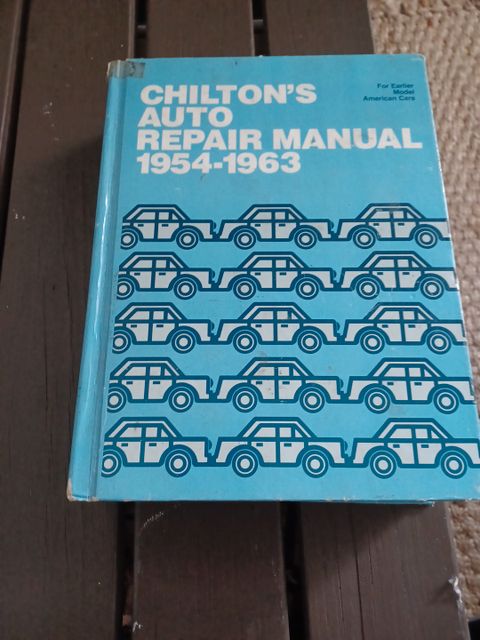 CHILTON'S
AUTO
REPAIR MANUAL
1954-1963
For Earlier
Model
American Cars